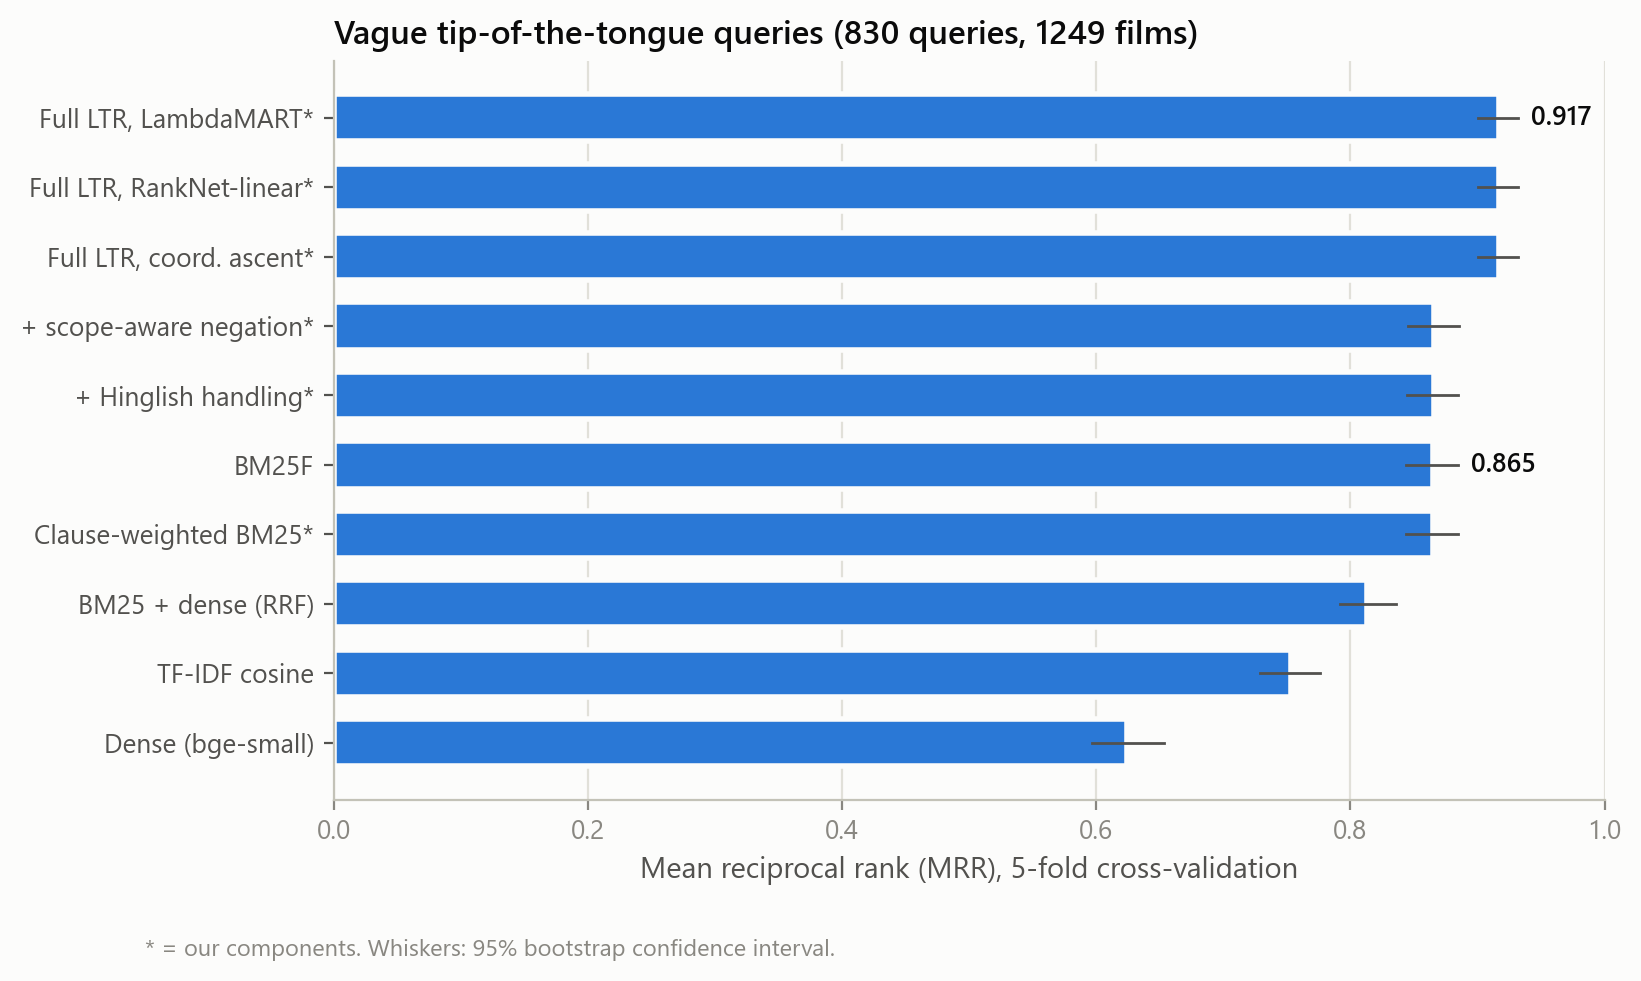 Vague tip-of-the-tongue queries (830 queries, 1249 films)
Full LTR, LambdaMART*
0.917
Full LTR, RankNet-linear*
Full LTR, coord. ascent*
+ scope-aware negation*
+ Hinglish handling*
BM25F
0.865
Clause-weighted BM25*
BM25 + dense (RRF)
TF-IDF cosine
Dense (bge-small)
0.0 0.2 0.4 0.6 0.8 1.0
Mean reciprocal rank (MRR), 5-fold cross-validation
* = our components. Whiskers: 95% bootstrap confidence interval.